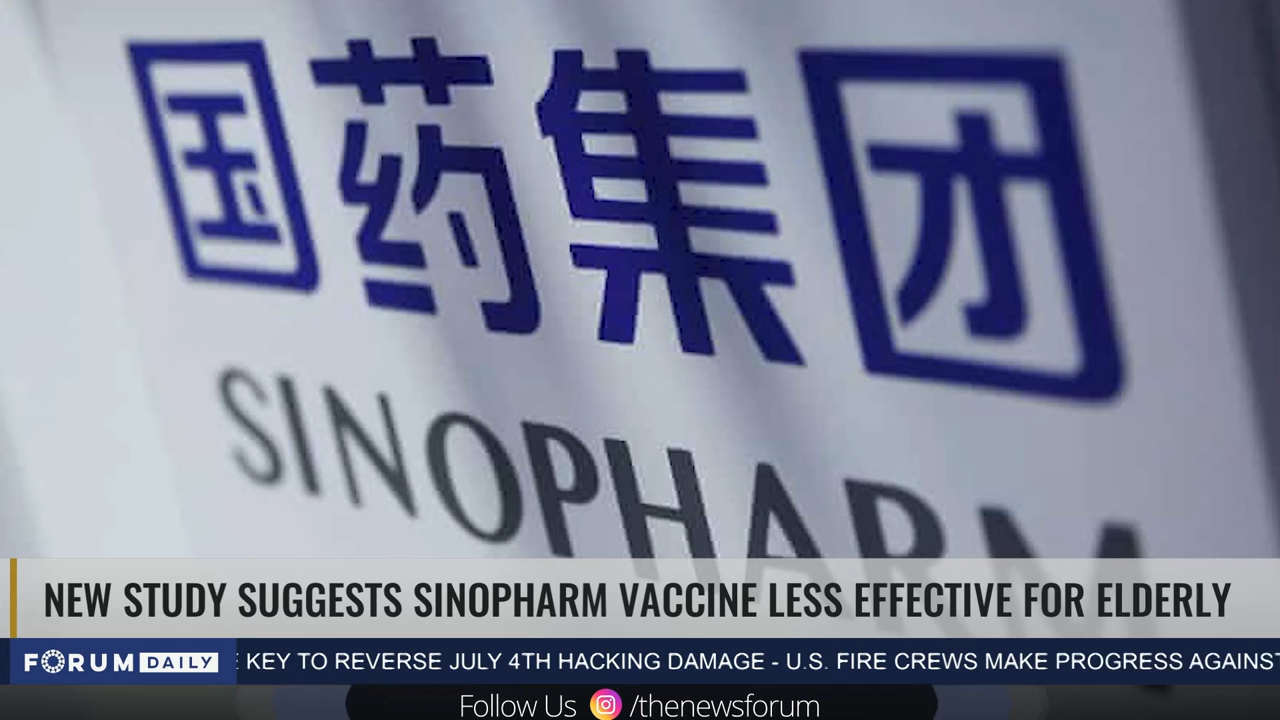 国药集团
SINOPHARM
NEW STUDY SUGGESTS SINOPHARM VACCINE LESS EFFECTIVE FOR ELDERLY
FORUM DAILY KEY TO REVERSE JULY 4TH HACKING DAMAGE - U.S. FIRE CREWS MAKE PROGRESS AGAINST
Follow Us /thenewsforum